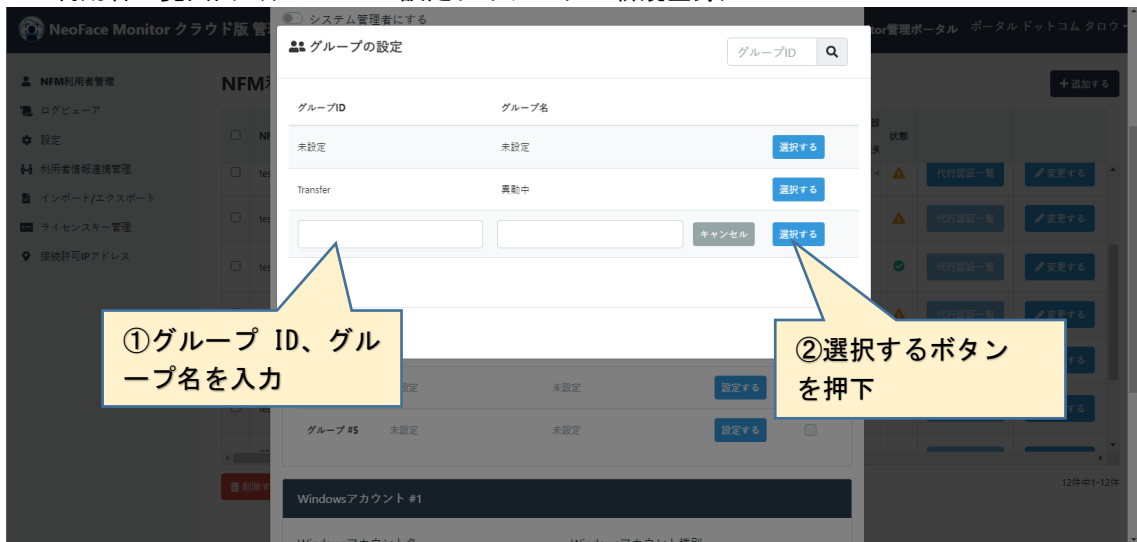 システム管理者にする
NeoFace Monitor クラウド版 管
tor管理ポータル ポータル ドットコム タロウ
グループの設定
グループID
NFM利用者管理
NFM
+追加する
ログビューア
グループID グループ名
設定
NF
状態
未設定 未設定 選択する
利用者情報連携管理
tes
代行認証一覧 変更する
インポート/エクスポート
Transfer 異動中 選択する
ライセンスキー管理
tes
代行認証一覧 変更する
キャンセル 選択する
接続許可IPアドレス
tes
代行認証一覧 変更する
①グループ ID、グル
ープ名を入力
②選択するボタン
を押下
未設定 設定する
グループ #5 未設定 未設定 設定する
削除す
12件中1-12件
Windowsアカウント #1